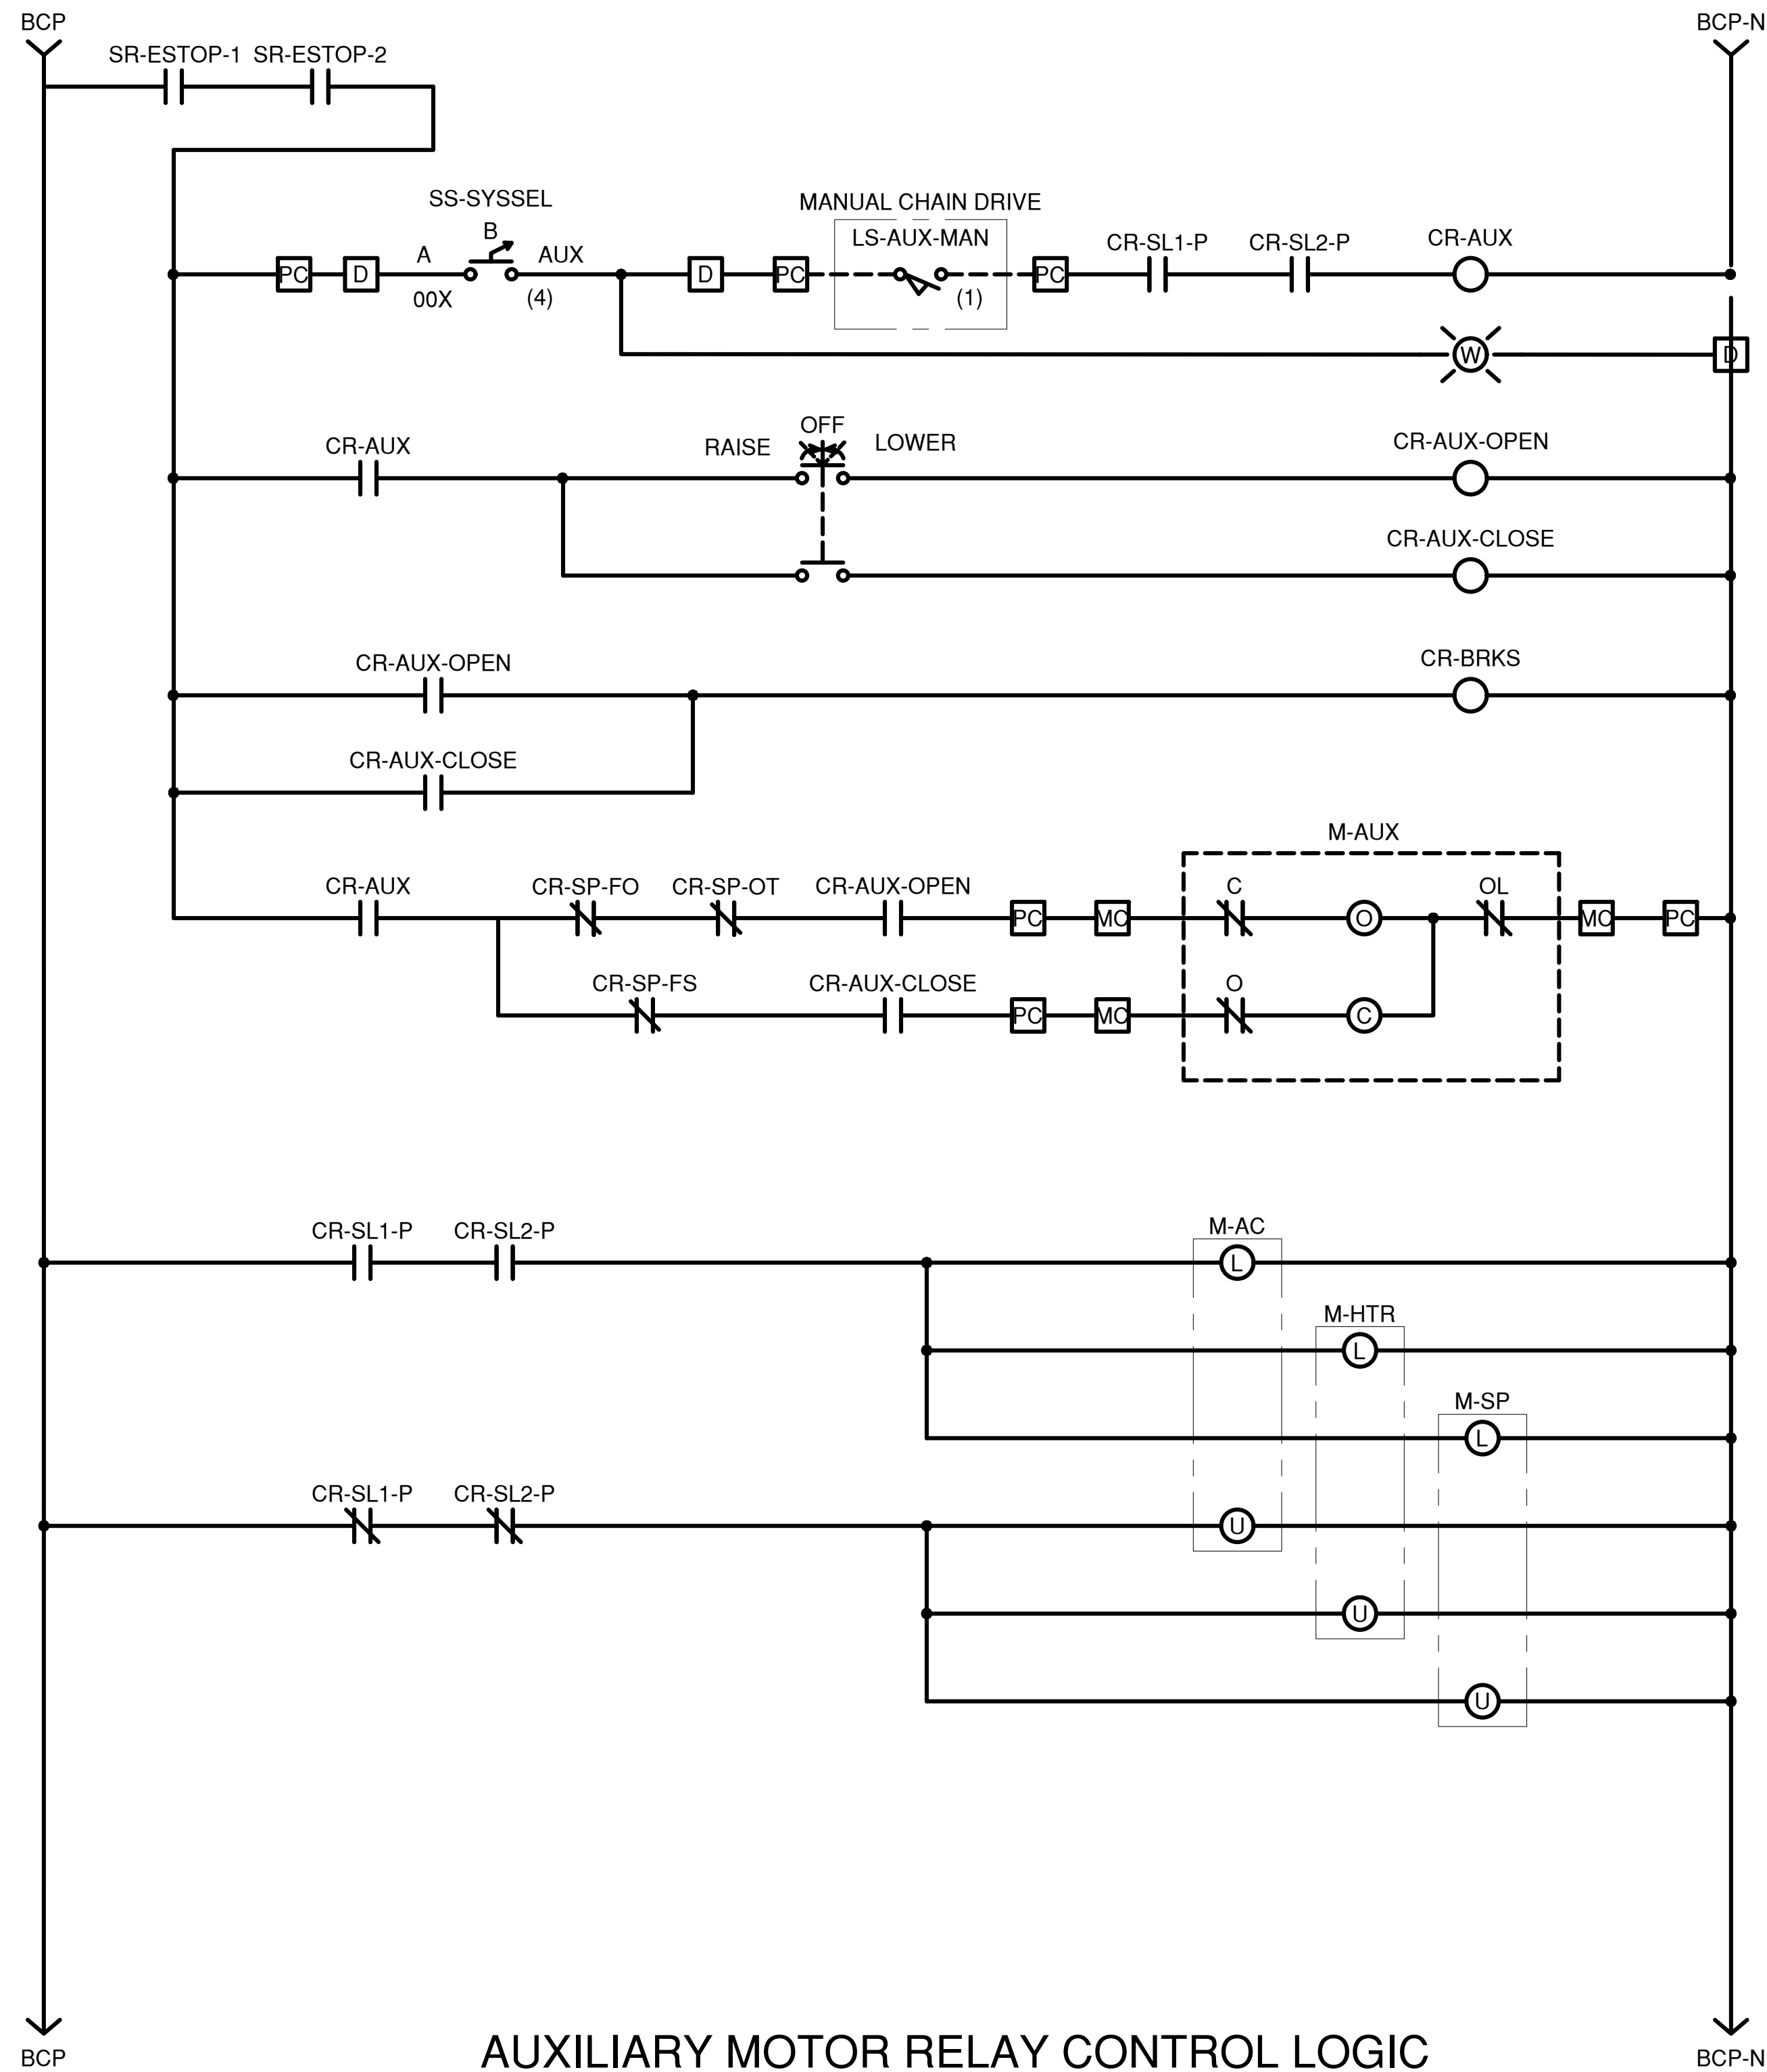 BCP BCP-N
SR-ESTOP-1 SR-ESTOP-2
SS-SYSSEL MANUAL CHAIN DRIVE
B LS-AUX-MAN CR-SL1-P CR-SL2-P CR-AUX
A AUX
PC D D PC PC
00X (4) (1)
W D
OFF
CR-AUX RAISE LOWER CR-AUX-OPEN
CR-AUX-CLOSE
CR-AUX-OPEN CR-BRKS
CR-AUX-CLOSE
M-AUX
CR-AUX CR-SP-FO CR-SP-OT CR-AUX-OPEN C OL
PC MC O MC PC
CR-SP-FS CR-AUX-CLOSE O
PC MC C
CR-SL1-P CR-SL2-P M-AC
L
M-HTR
L
M-SP
L
CR-SL1-P CR-SL2-P
U
U
U
AUXILIARY MOTOR RELAY CONTROL LOGIC
BCP BCP-N